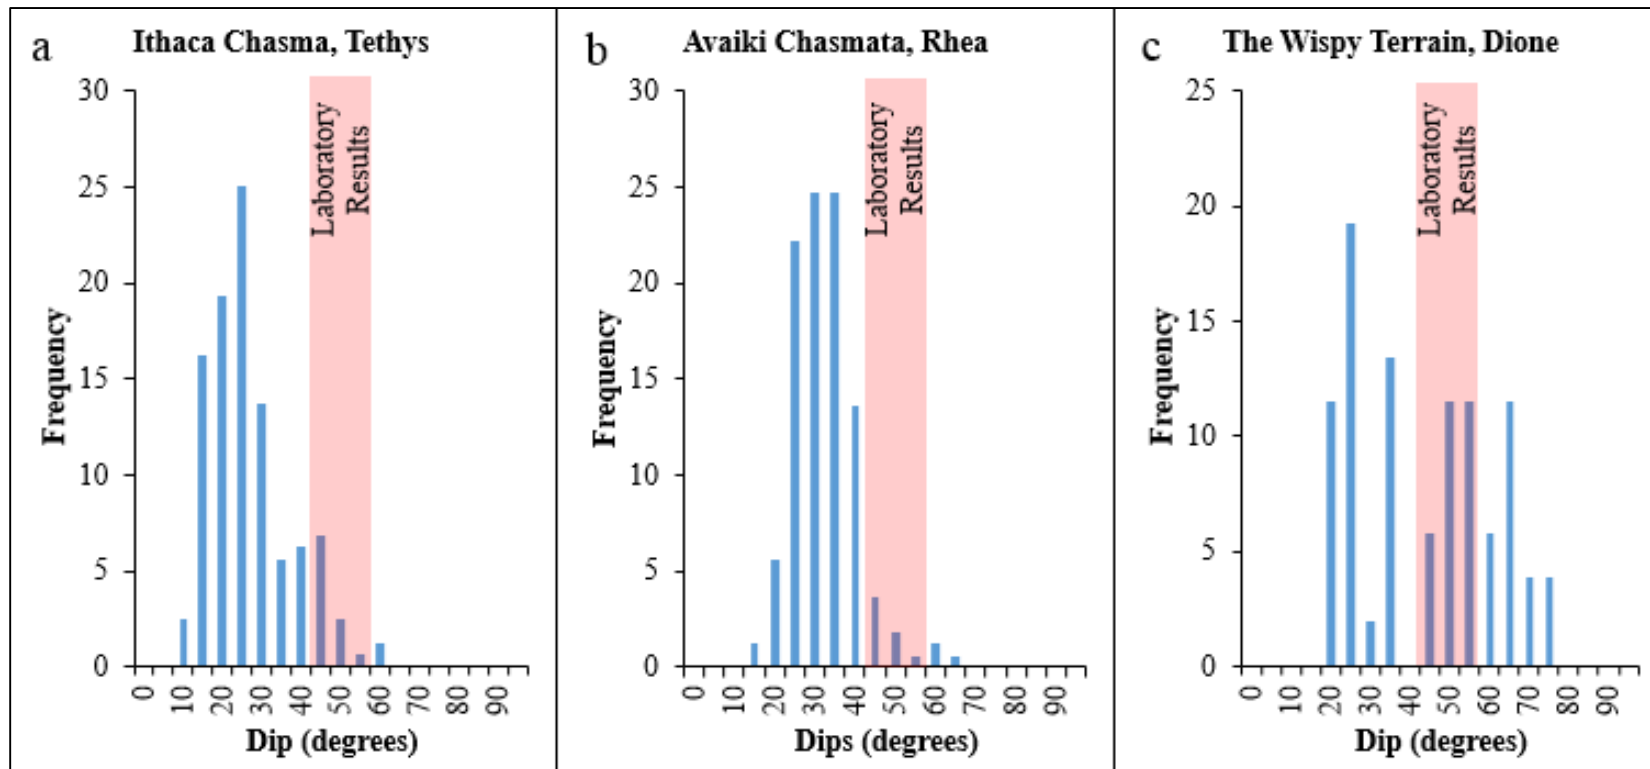 a
Ithaca Chasma, Tethys
30
25
20
15
10
5
0
Frequency
Laboratory
Results
0 10 20 30 40 50 60 70 80 90
Dip (degrees)
b
Avaiki Chasmata, Rhea
30
25
20
15
10
5
0
Frequency
Laboratory
Results
0 10 20 30 40 50 60 70 80 90
Dips (degrees)
c
The Wispy Terrain, Dione
25
20
15
10
5
0
Frequency
Laboratory
Results
0 10 20 30 40 50 60 70 80 90
Dip (degrees)